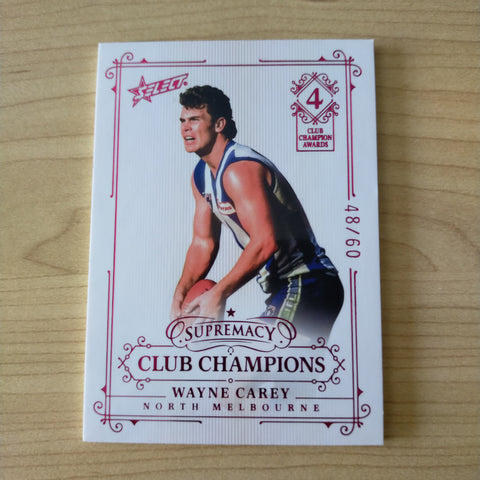 SELECT
4
CLUB
CHAMPION
AWARDS
48/60
SUPREMACY
CLUB CHAMPIONS
WAYNE CAREY
NORTH MELBOURNE